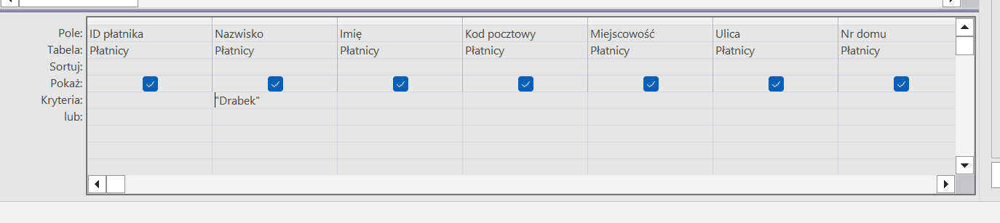 Pole: ID płatnika Nazwisko Imię Kod pocztowy Miejscowość Ulica Nr domu
Tabela: Płatnicy Płatnicy Płatnicy Płatnicy Płatnicy Płatnicy Płatnicy
Sortuj:
Pokaż:
Kryteria: "Drabek"
lub: